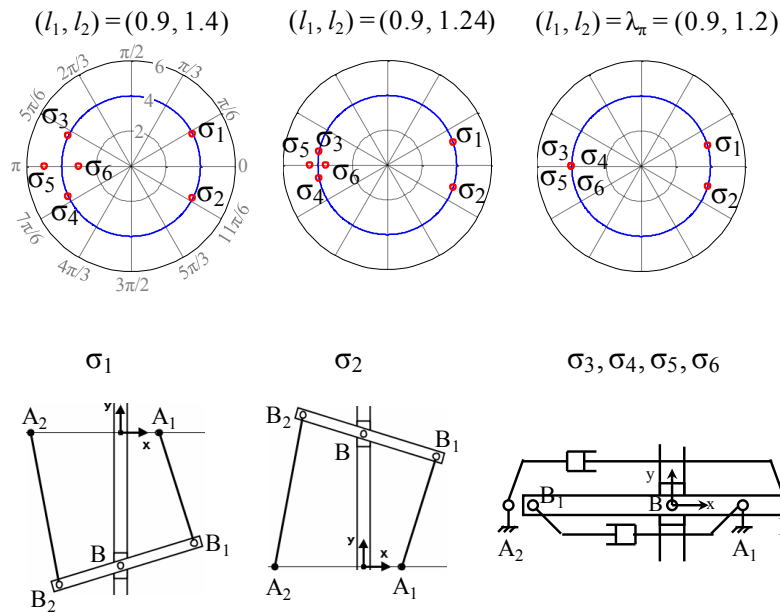 (l₁, l₂) = (0.9, 1.4)
(l₁, l₂) = (0.9, 1.24)
(l₁, l₂) = λπ = (0.9, 1.2)
2π/3 π/2 6 π/3
5π/6 π/6
4
σ₃ σ₁
2
π 0
σ₅ σ₆
σ₄ σ₂
7π/6 11π/6
4π/3 3π/2 5π/3
σ₃ σ₁
σ₅ σ₆
σ₄ σ₂
σ₃ σ₄ σ₁
σ₅ σ₆ σ₂
σ₁
σ₂
σ₃, σ₄, σ₅, σ₆
A₂ y A₁
x
B B₁
B₂
B₂
B B₁
y
x
A₂ A₁
y
B₁ B x
A₂ A₁